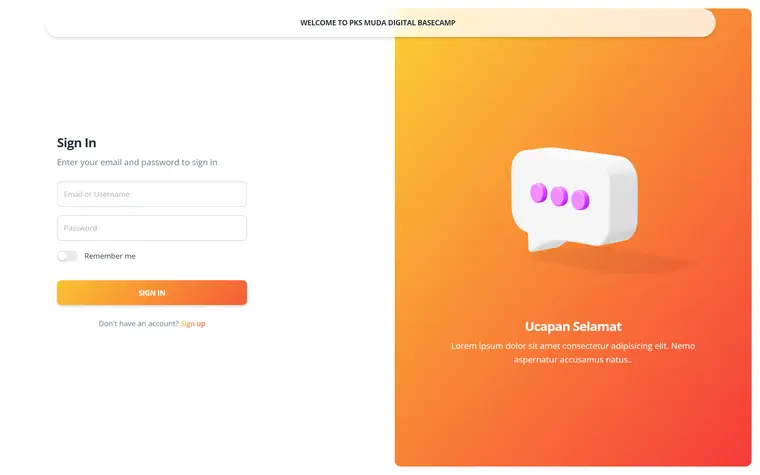 WELCOME TO PKS MUDA DIGITAL BASECAMP
Sign In
Enter your email and password to sign in
Email or Username
Password
Remember me
SIGN IN
Don't have an account? Sign up
Ucapan Selamat
Lorem ipsum dolor sit amet consectetur adipisicing elit. Nemo
aspernatur accusamus natus..